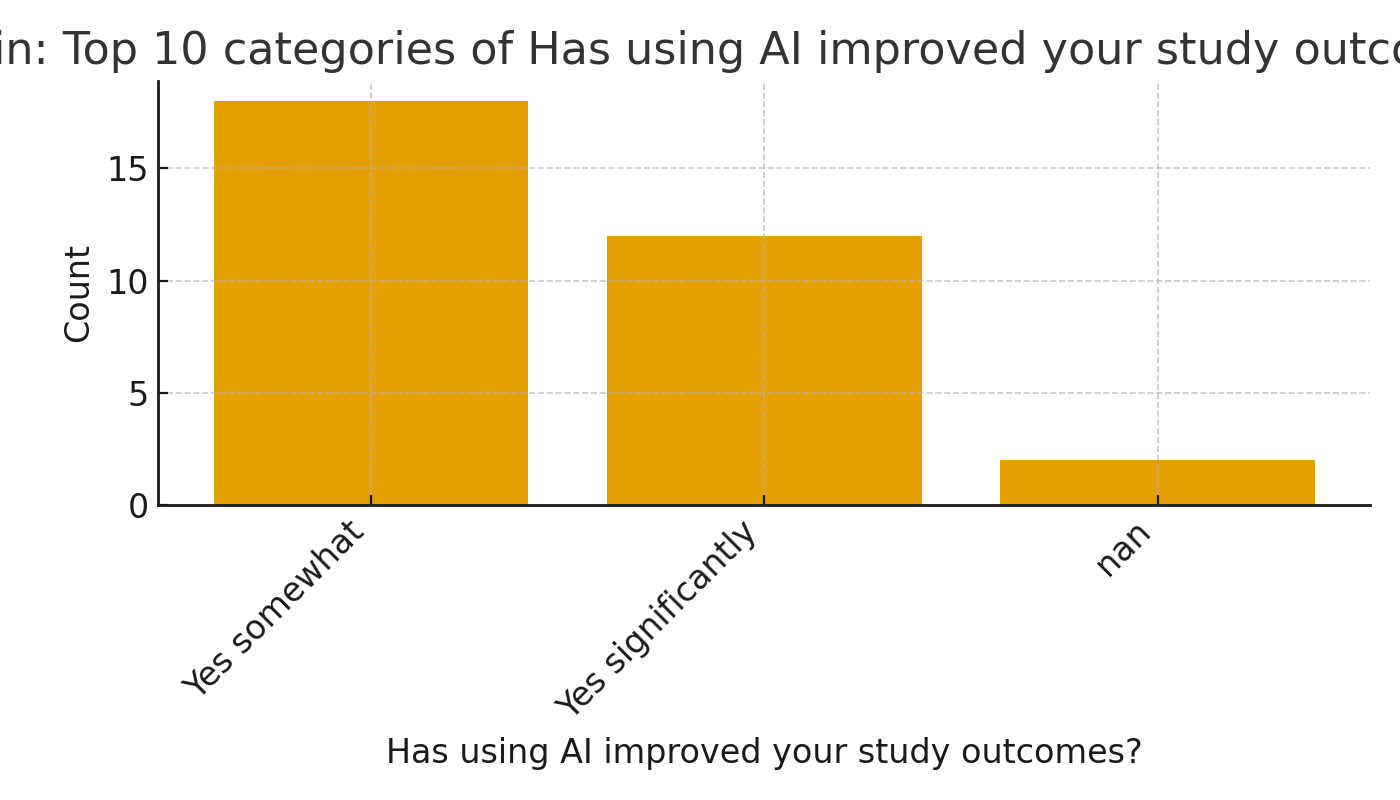 in: Top 10 categories of Has using AI improved your study outc
15
10
5
0
Count
Yes somewhat
Yes significantly
nan
Has using AI improved your study outcomes?